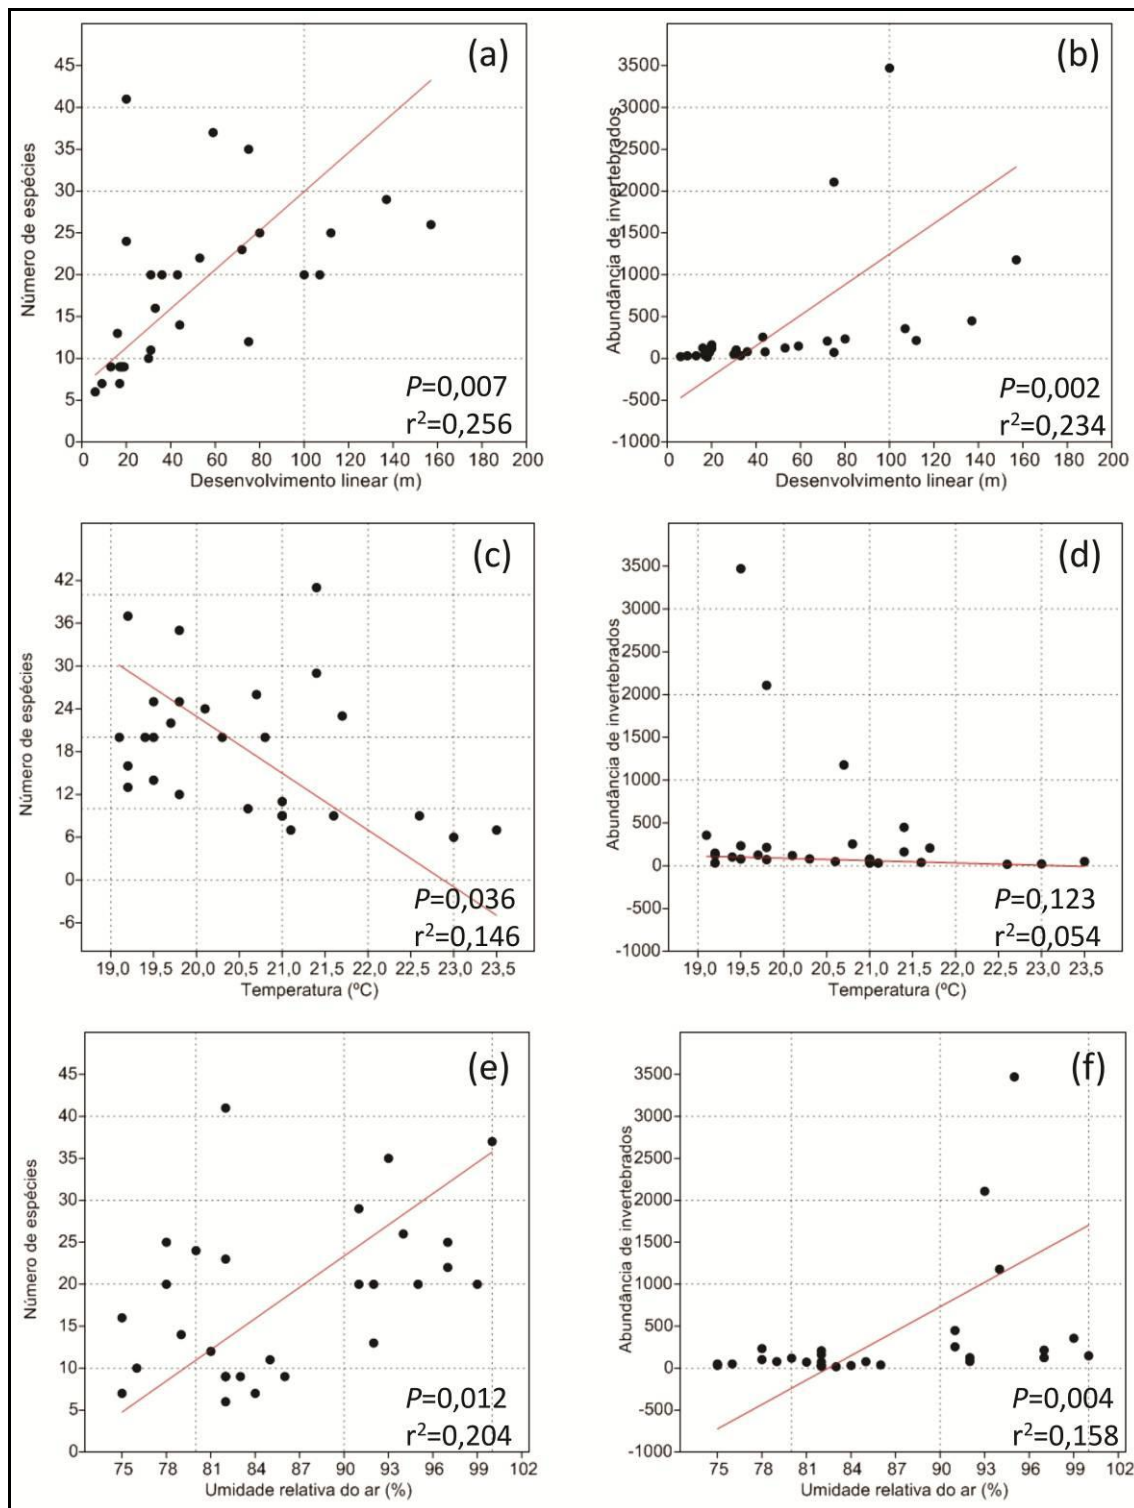 (a)
Número de espécies
45
40
35
30
25
20
15
10
5
0
P=0,007
r²=0,256
0 20 40 60 80 100 120 140 160 180 200
Desenvolvimento linear (m)
(b)
Abundância de invertebrados
3500
3000
2500
2000
1500
1000
500
0
-500
-1000
P=0,002
r²=0,234
0 20 40 60 80 100 120 140 160 180 200
Desenvolvimento linear (m)
(c)
Número de espécies
42
36
30
24
18
12
6
0
-6
P=0,036
r²=0,146
19,0 19,5 20,0 20,5 21,0 21,5 22,0 22,5 23,0 23,5
Temperatura (ºC)
(d)
Abundância de invertebrados
3500
3000
2500
2000
1500
1000
500
0
-500
-1000
P=0,123
r²=0,054
19,0 19,5 20,0 20,5 21,0 21,5 22,0 22,5 23,0 23,5
Temperatura (ºC)
(e)
Número de espécies
45
40
35
30
25
20
15
10
5
0
P=0,012
r²=0,204
75 78 81 84 87 90 93 96 99 102
Umidade relativa do ar (%)
(f)
Abundância de invertebrados
3500
3000
2500
2000
1500
1000
500
0
-500
-1000
P=0,004
r²=0,158
75 78 81 84 87 90 93 96 99 102
Umidade relativa do ar (%)